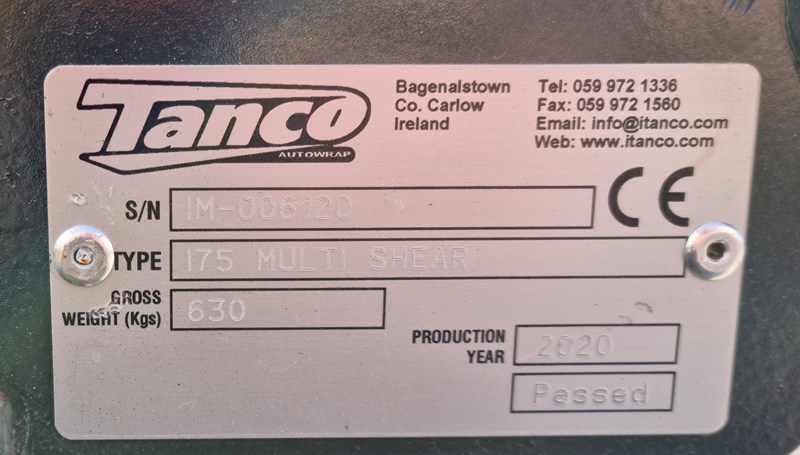 Tanco
AUTOWRAP
Bagenalstown
Co. Carlow
Ireland
Tel: 059 972 1336
Fax: 059 972 1560
Email: info@itanco.com
Web: www.itanco.com
CE
S/N IM-006120
TYPE I75 MULTI SHEAR
GROSS
WEIGHT (Kgs) 630
PRODUCTION
YEAR 2020
Passed